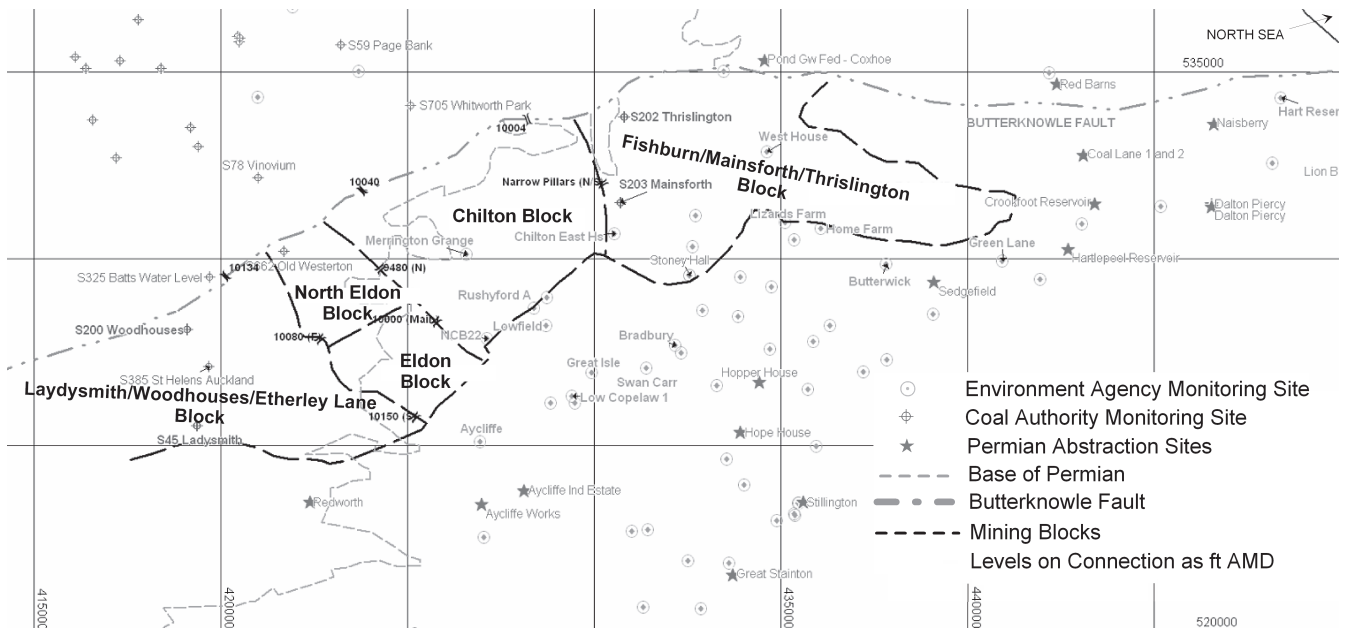 NORTH SEA
S59 Page Bank
Pond Gw Fed - Coxhoe
535000
Red Barns
S705 Whitworth Park
Hart Reser
10004
S202 Thrislington
BUTTERKNOWLE FAULT
Naisberry
West House
Fishburn/Mainsforth/Thrislington
Block
Coal Lane 1 and 2
S78 Vinovium
Lion B
10040
Narrow Pillars (N/S)
S203 Mainsforth
Crookfoot Reservoir
Dalton Piercy
Dalton Piercy
Chilton Block
Lizards Farm
Home Farm
Chilton East Hs
Merrington Grange
Green Lane
Hartlepool Reservoir
S325 Batts Water Level
10134
S662 Old Westerton
9480 (N)
Stoney Hall
Butterwick
Sedgefield
North Eldon
Block
Rushyford A
10000 (Main)
Lowfield
S200 Woodhouses
10080 (E)
NCB22
Bradbury
Eldon
Block
Great Isle
Swan Carr
Hopper House
S385 St Helens Auckland
Laydysmith/Woodhouses/Etherley Lane
Block
Low Copelaw 1
10150 (S)
S45 Ladysmith
Aycliffe
Hope House
Redworth
Aycliffe Ind Estate
Aycliffe Works
Stillington
Great Stainton
Environment Agency Monitoring Site
Coal Authority Monitoring Site
Permian Abstraction Sites
Base of Permian
Butterknowle Fault
Mining Blocks
Levels on Connection as ft AMD
415000
420000
435000
440000
520000